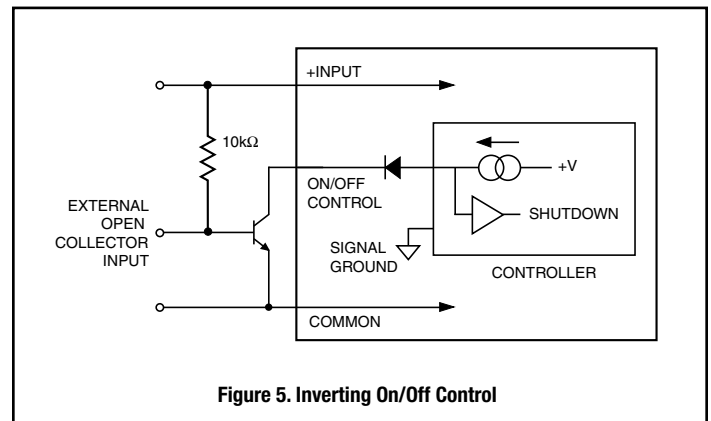 +INPUT
10kΩ
ON/OFF
CONTROL
+V
SHUTDOWN
EXTERNAL
OPEN
COLLECTOR
INPUT
SIGNAL
GROUND
CONTROLLER
COMMON
Figure 5. Inverting On/Off Control